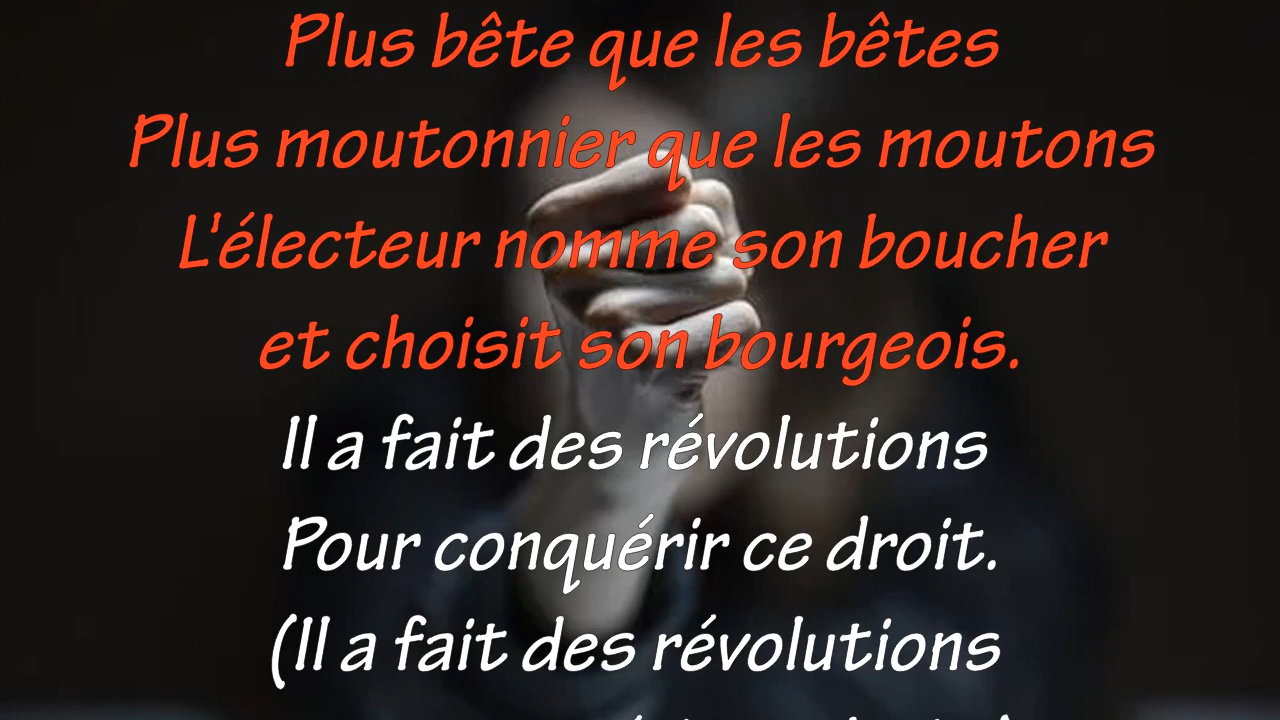 Plus bête que les bêtes
Plus moutonnier que les moutons
L'électeur nomme son boucher
et choisit son bourgeois.
Il a fait des révolutions
Pour conquérir ce droit.
(Il a fait des révolutions